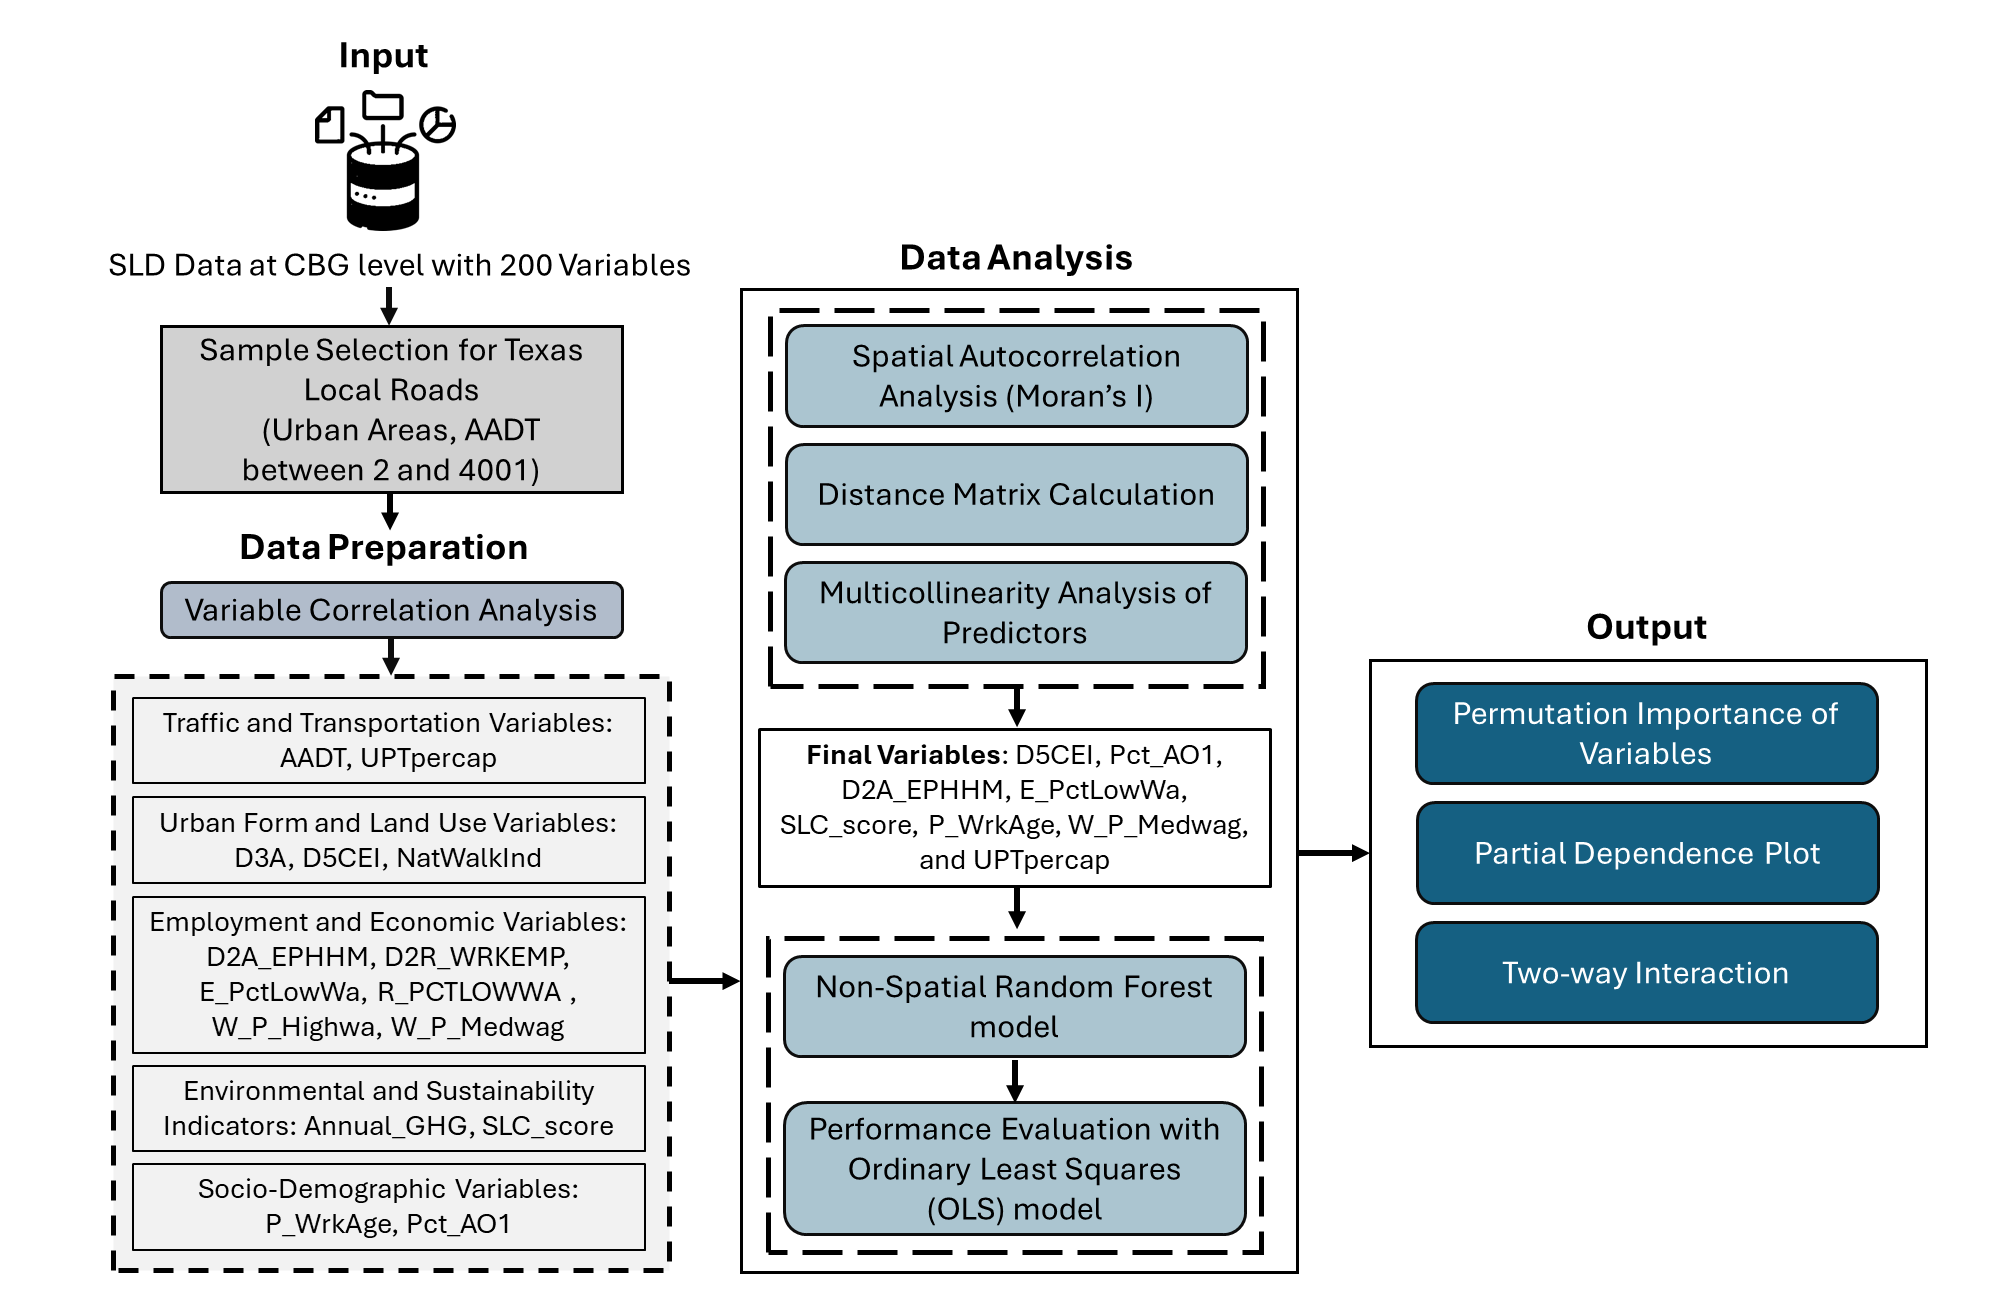 Input
SLD Data at CBG level with 200 Variables
Sample Selection for Texas
Local Roads
(Urban Areas, AADT
between 2 and 4001)
Data Preparation
Variable Correlation Analysis
Traffic and Transportation Variables:
AADT, UPTpercap
Urban Form and Land Use Variables:
D3A, D5CEI, NatWalkInd
Employment and Economic Variables:
D2A_EPHHM, D2R_WRKEMP,
E_PctLowWa, R_PCTLOWWA ,
W_P_Highwa, W_P_Medwag
Environmental and Sustainability
Indicators: Annual_GHG, SLC_score
Socio-Demographic Variables:
P_WrkAge, Pct_AO1
Data Analysis
Spatial Autocorrelation
Analysis (Moran’s I)
Distance Matrix Calculation
Multicollinearity Analysis of
Predictors
Final Variables: D5CEI, Pct_AO1,
D2A_EPHHM, E_PctLowWa,
SLC_score, P_WrkAge, W_P_Medwag,
and UPTpercap
Non-Spatial Random Forest
model
Performance Evaluation with
Ordinary Least Squares
(OLS) model
Output
Permutation Importance of
Variables
Partial Dependence Plot
Two-way Interaction